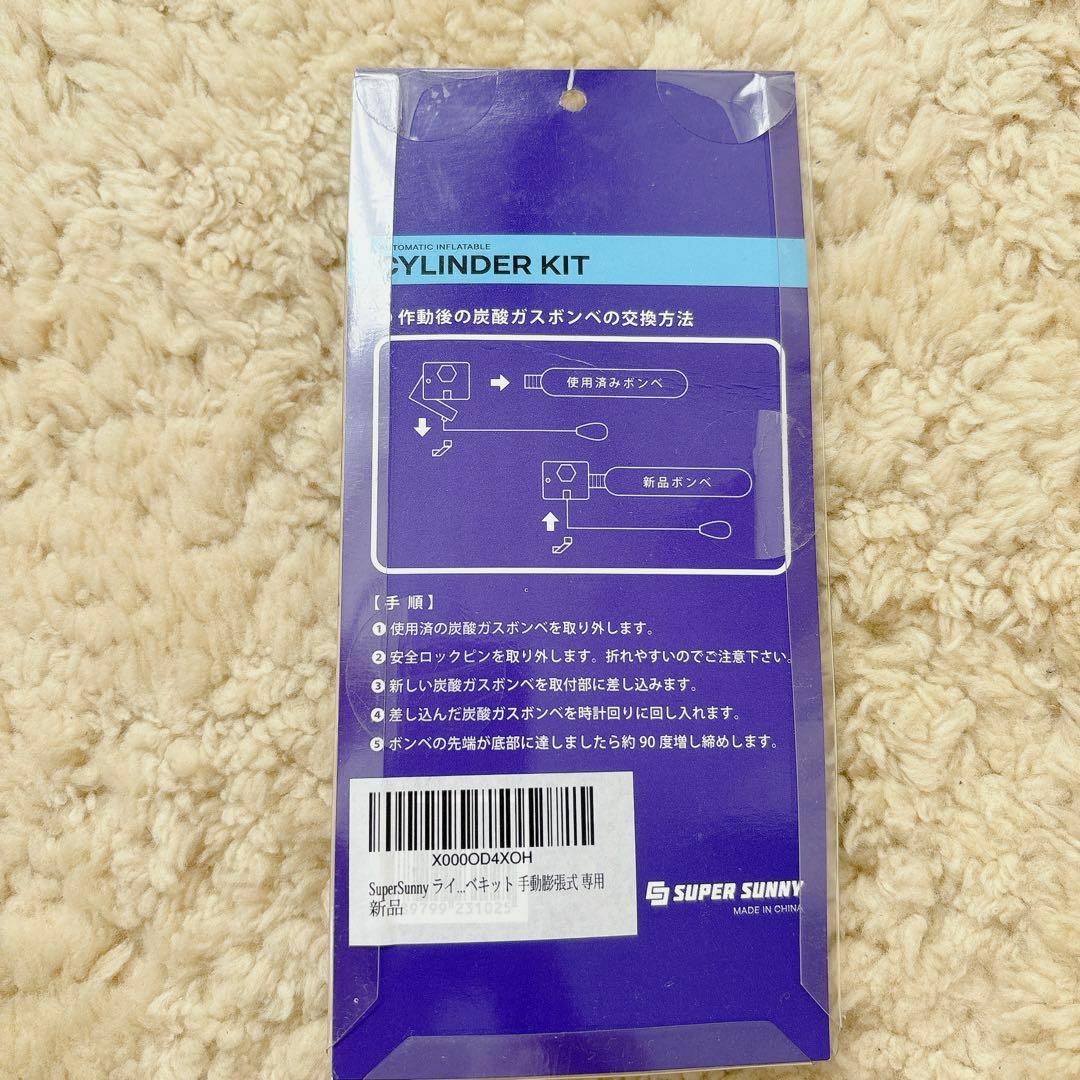 AUTOMATIC INFLATABLE
CYLINDER KIT
作動後の炭酸ガスボンベの交換方法
使用済みボンベ
新品ボンベ
【手 順】
❶ 使用済の炭酸ガスボンベを取り外します。
❷ 安全ロックピンを取り外します。折れやすいのでご注意下さい。
❸ 新しい炭酸ガスボンベを取付部に差し込みます。
❹ 差し込んだ炭酸ガスボンベを時計回りに回し入れます。
❺ ボンベの先端が底部に達しましたら約 90 度増し締めします。
X000OD4XOH
SuperSunny ライ...ベキット 手動膨張式 専用
新品
9799 231025
SUPER SUNNY
MADE IN CHINA